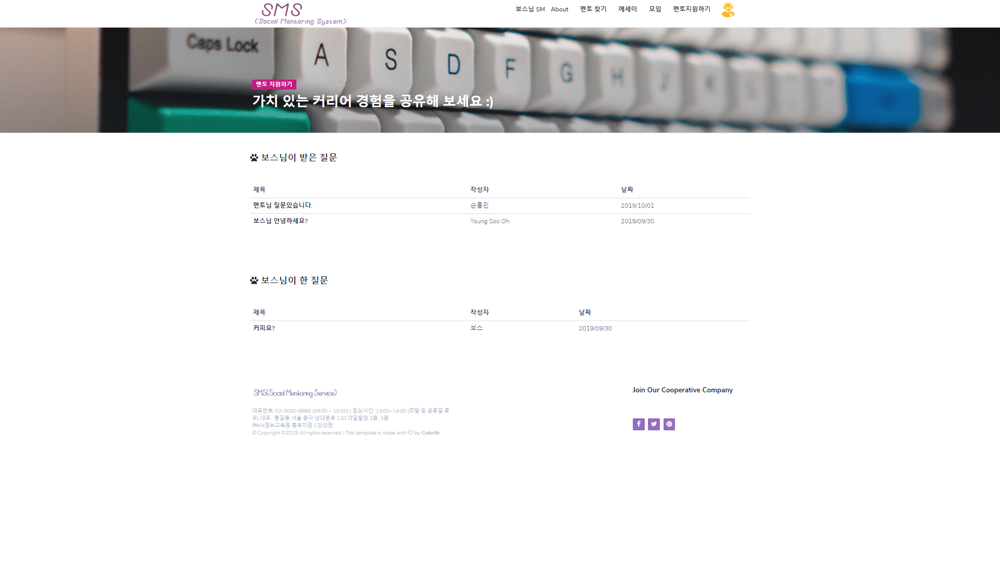 SMS
(Social Mentoring System)
보스님 SM About 멘토 찾기 에세이 모임 멘토지원하기
Caps Lock A S D F G H J K L
멘토 지원하기
가치 있는 커리어 경험을 공유해 보세요 :)
보스님이 받은 질문
제목 작성자 날짜
멘토님 질문있습니다. 손흥민 2019/10/01
보스님 안녕하세요? Young Soo Oh 2019/09/30
보스님이 한 질문
제목 작성자 날짜
커피요? 보스 2019/09/30
SMS(Social Mentoring Service)
대표번호: 02-0000-8888 (09:00 ~ 18:00) / 점심시간: 13:00~14:00 (주말 및 공휴일 휴
무) 대표 : 홍길동 서울 중구 남대문로 120 대일빌딩 2층, 3층
㈜KH정보교육원 종로지점 C강의장
© Copyright ©2019 All rights reserved | This template is made with ♡ by Colorlib
Join Our Cooperative Company